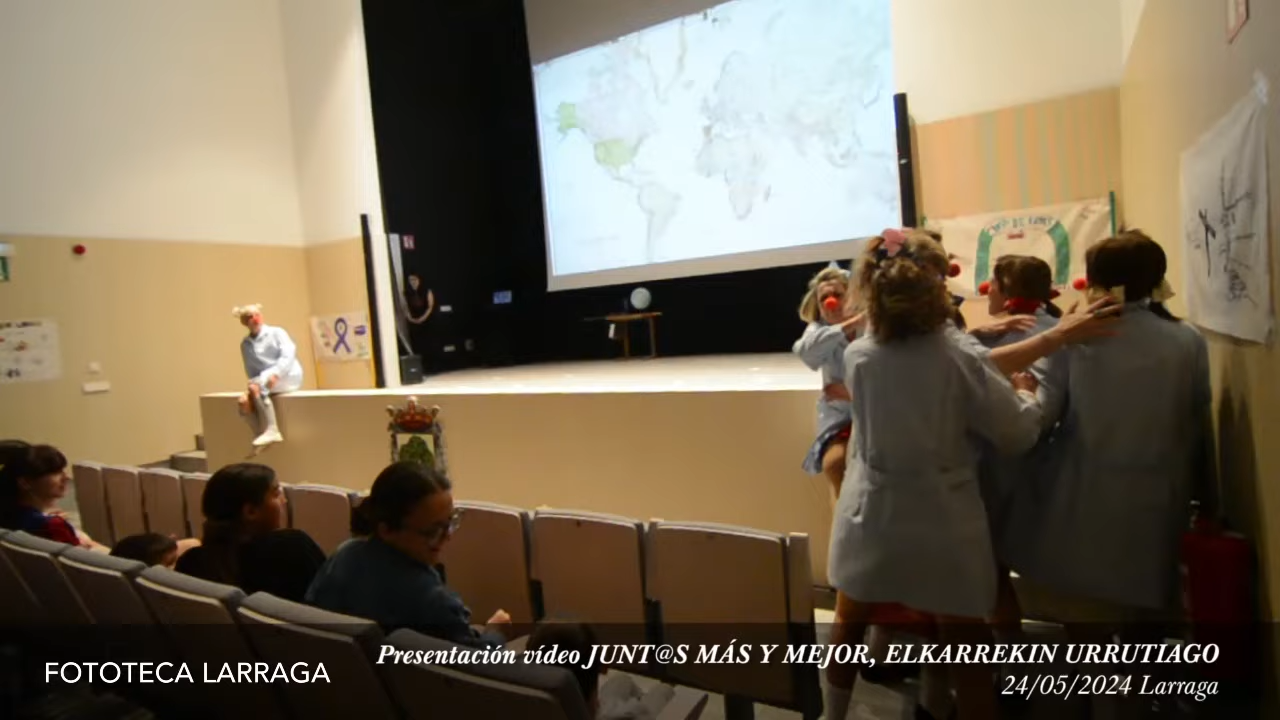 FOTOTECA LARRAGA
Presentación vídeo JUNT@S MÁS Y MEJOR, ELKARREKIN URRUTIAGO
24/05/2024 Larraga